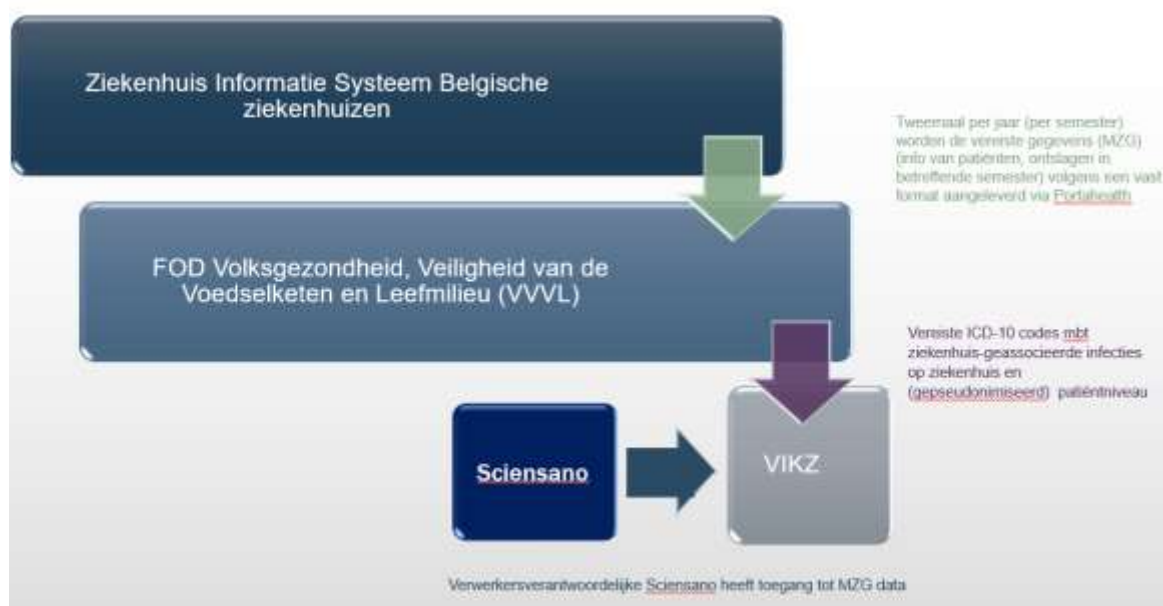 Ziekenhuis Informatie Systeem Belgische
ziekenhuizen
Tweemaal per jaar (per semester)
worden de vereiste gegevens (MZG)
(info van patiënten, ontslagen in
betreffende semester) volgens een vast
format aangeleverd via Portahealth
FOD Volksgezondheid, Veiligheid van de
Voedselketen en Leefmilieu (VVVL)
Vereiste ICD-10 codes mbt
ziekenhuis-geassocieerde infecties
op ziekenhuis en
(gepseudonimiseerd) patiëntniveau
Sciensano
VIKZ
Verwerkersverantwoordelijke Sciensano heeft toegang tot MZG data